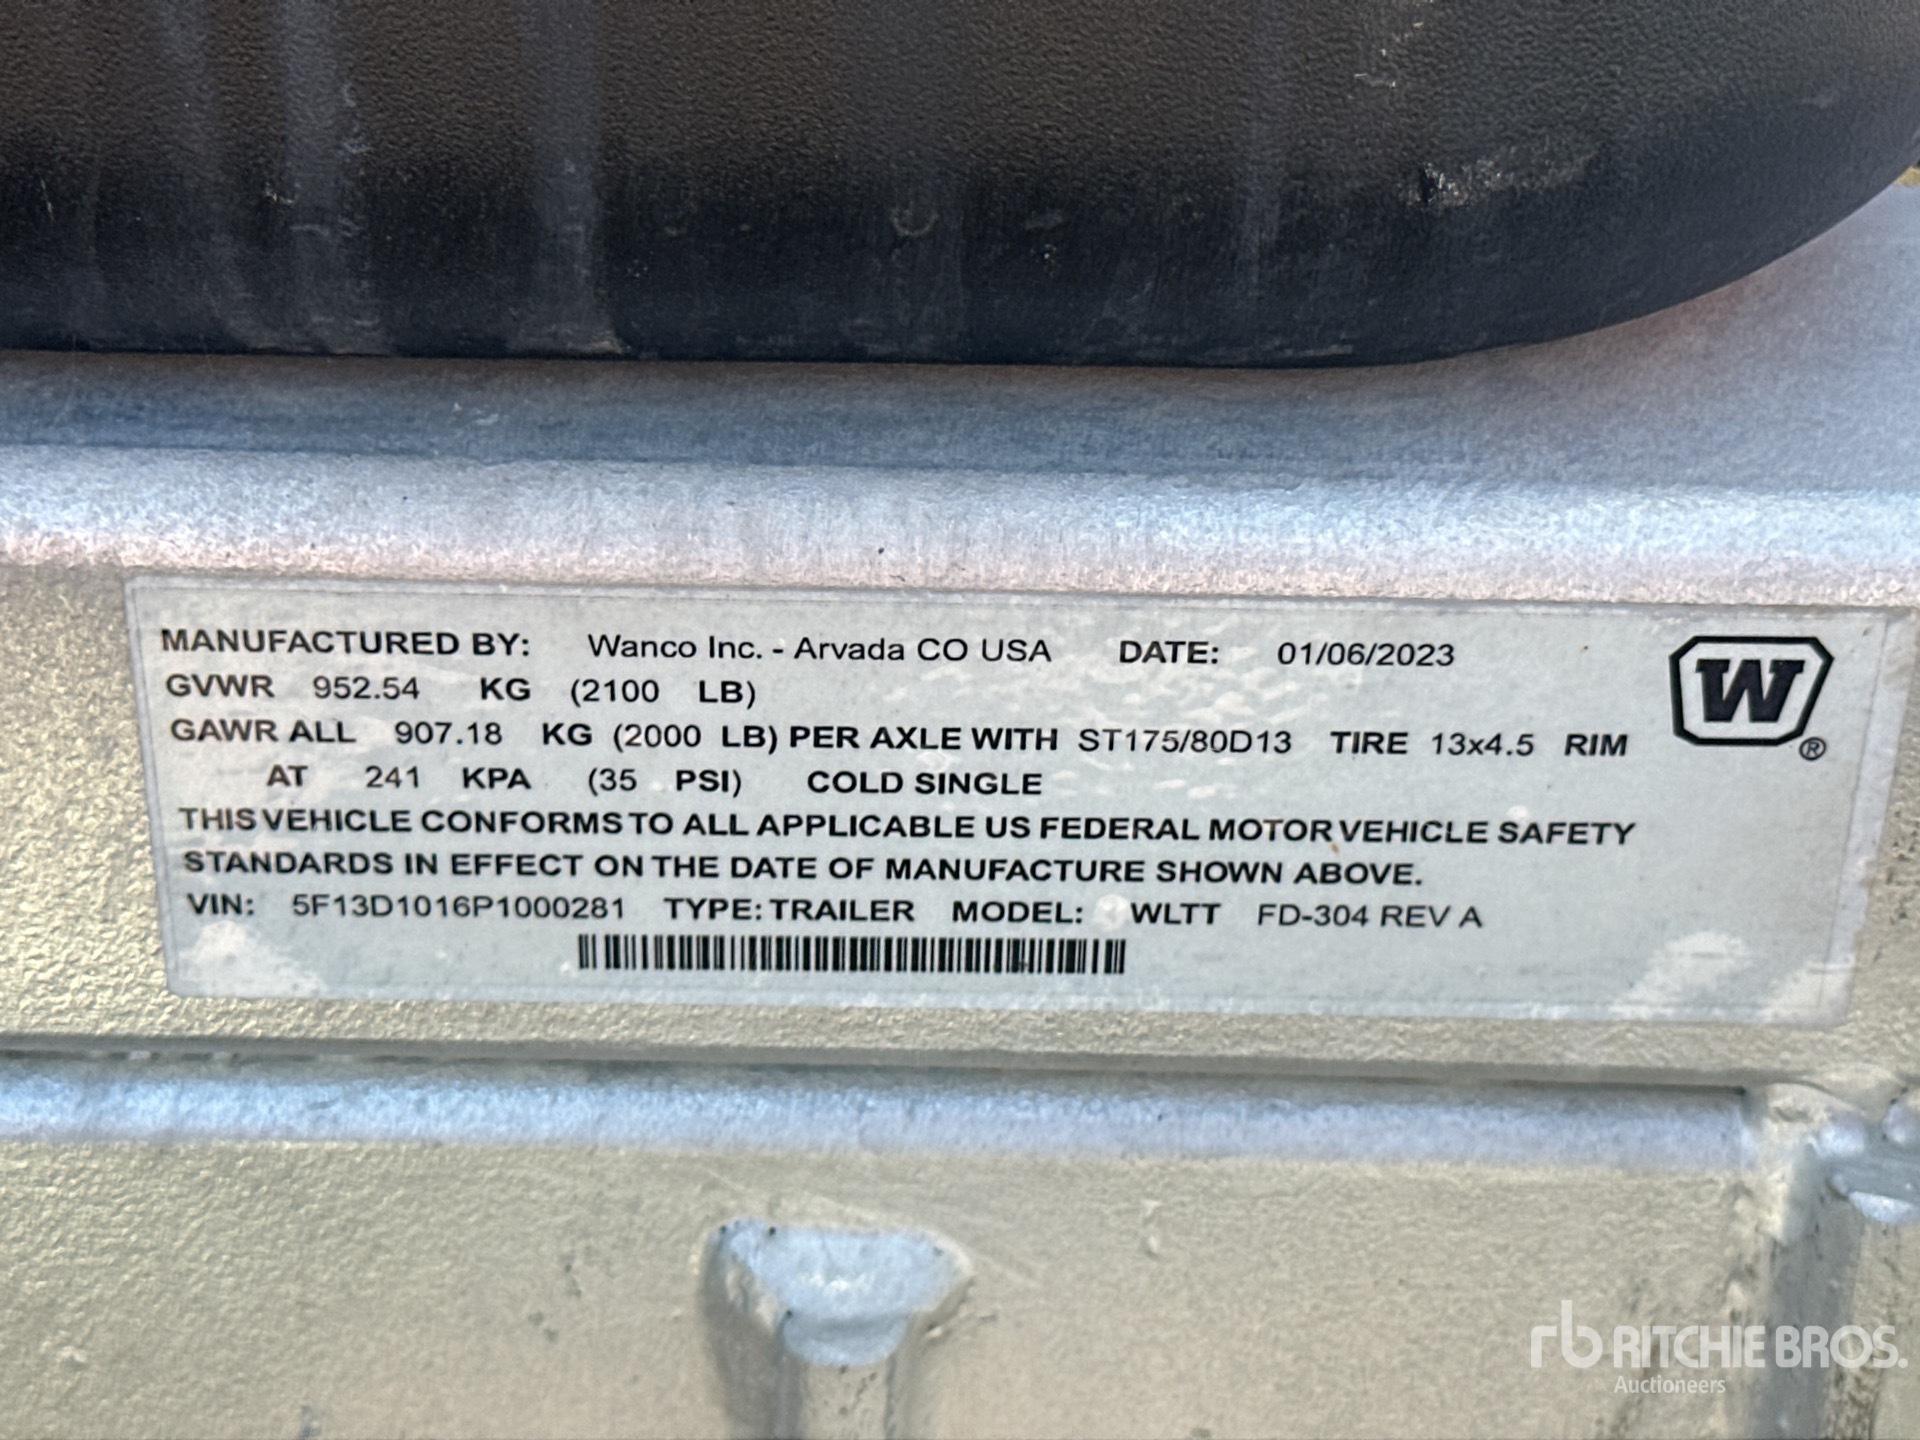 MANUFACTURED BY: Wanco Inc. - Arvada CO USA DATE: 01/06/2023
GVWR 952.54 KG (2100 LB)
GAWR ALL 907.18 KG (2000 LB) PER AXLE WITH ST175/80D13 TIRE 13x4.5 RIM
AT 241 KPA (35 PSI) COLD SINGLE
THIS VEHICLE CONFORMS TO ALL APPLICABLE US FEDERAL MOTOR VEHICLE SAFETY
STANDARDS IN EFFECT ON THE DATE OF MANUFACTURE SHOWN ABOVE.
VIN: 5F13D1016P1000281 TYPE: TRAILER MODEL: WLTT FD-304 REV A
W ®
rb RITCHIE BROS.
Auctioneers